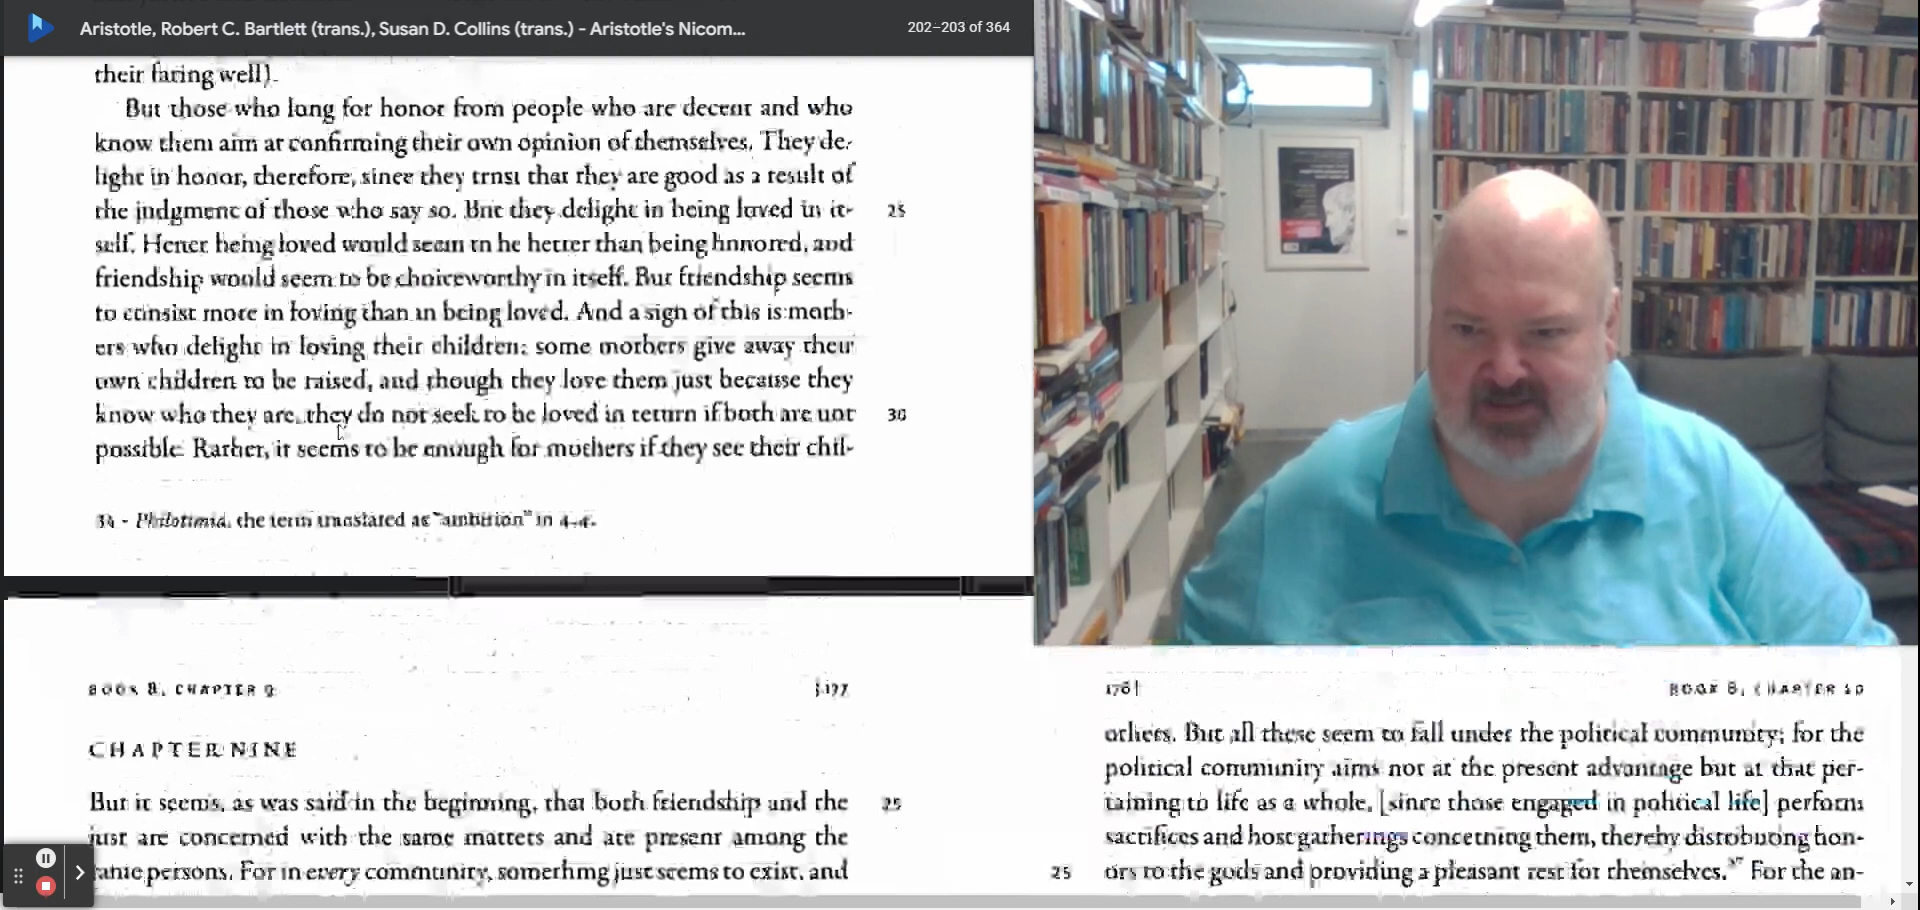 Aristotle, Robert C. Bartlett (trans.), Susan D. Collins (trans.) - Aristotle's Nicom...
202–203 of 364
their faring well).
But those who long for honor from people who are decent and who
know them aim at confirming their own opinion of themselves. They de-
light in honor, therefore, since they trust that they are good as a result of
the judgment of those who say so. But they delight in being loved in it-
25
self. Hence being loved would seem to be better than being honored, and
friendship would seem to be choiceworthy in itself. But friendship seems
to consist more in loving than in being loved. And a sign of this is moth-
ers who delight in loving their children: some mothers give away their
own children to be raised, and though they love them just because they
know who they are, they do not seek to be loved in return if both are not
30
possible. Rather, it seems to be enough for mothers if they see their chil-
34 - Philotimia, the term translated as "ambition" in 4.4.
BOOK 8, CHAPTER 9
CHAPTER NINE
But it seems, as was said in the beginning, that both friendship and the
25
just are concerned with the same matters and are present among the
same persons. For in every community, something just seems to exist, and
BOOK 8, CHAPTER
others. But all these seem to fall under the political community; for the
political community aims not at the present advantage but at that per-
taining to life as a whole, [since those engaged in political life] perform
sacrifices and host gatherings concerning them, thereby distributing hon-
25
ors to the gods and providing a pleasant rest for themselves. For the an-